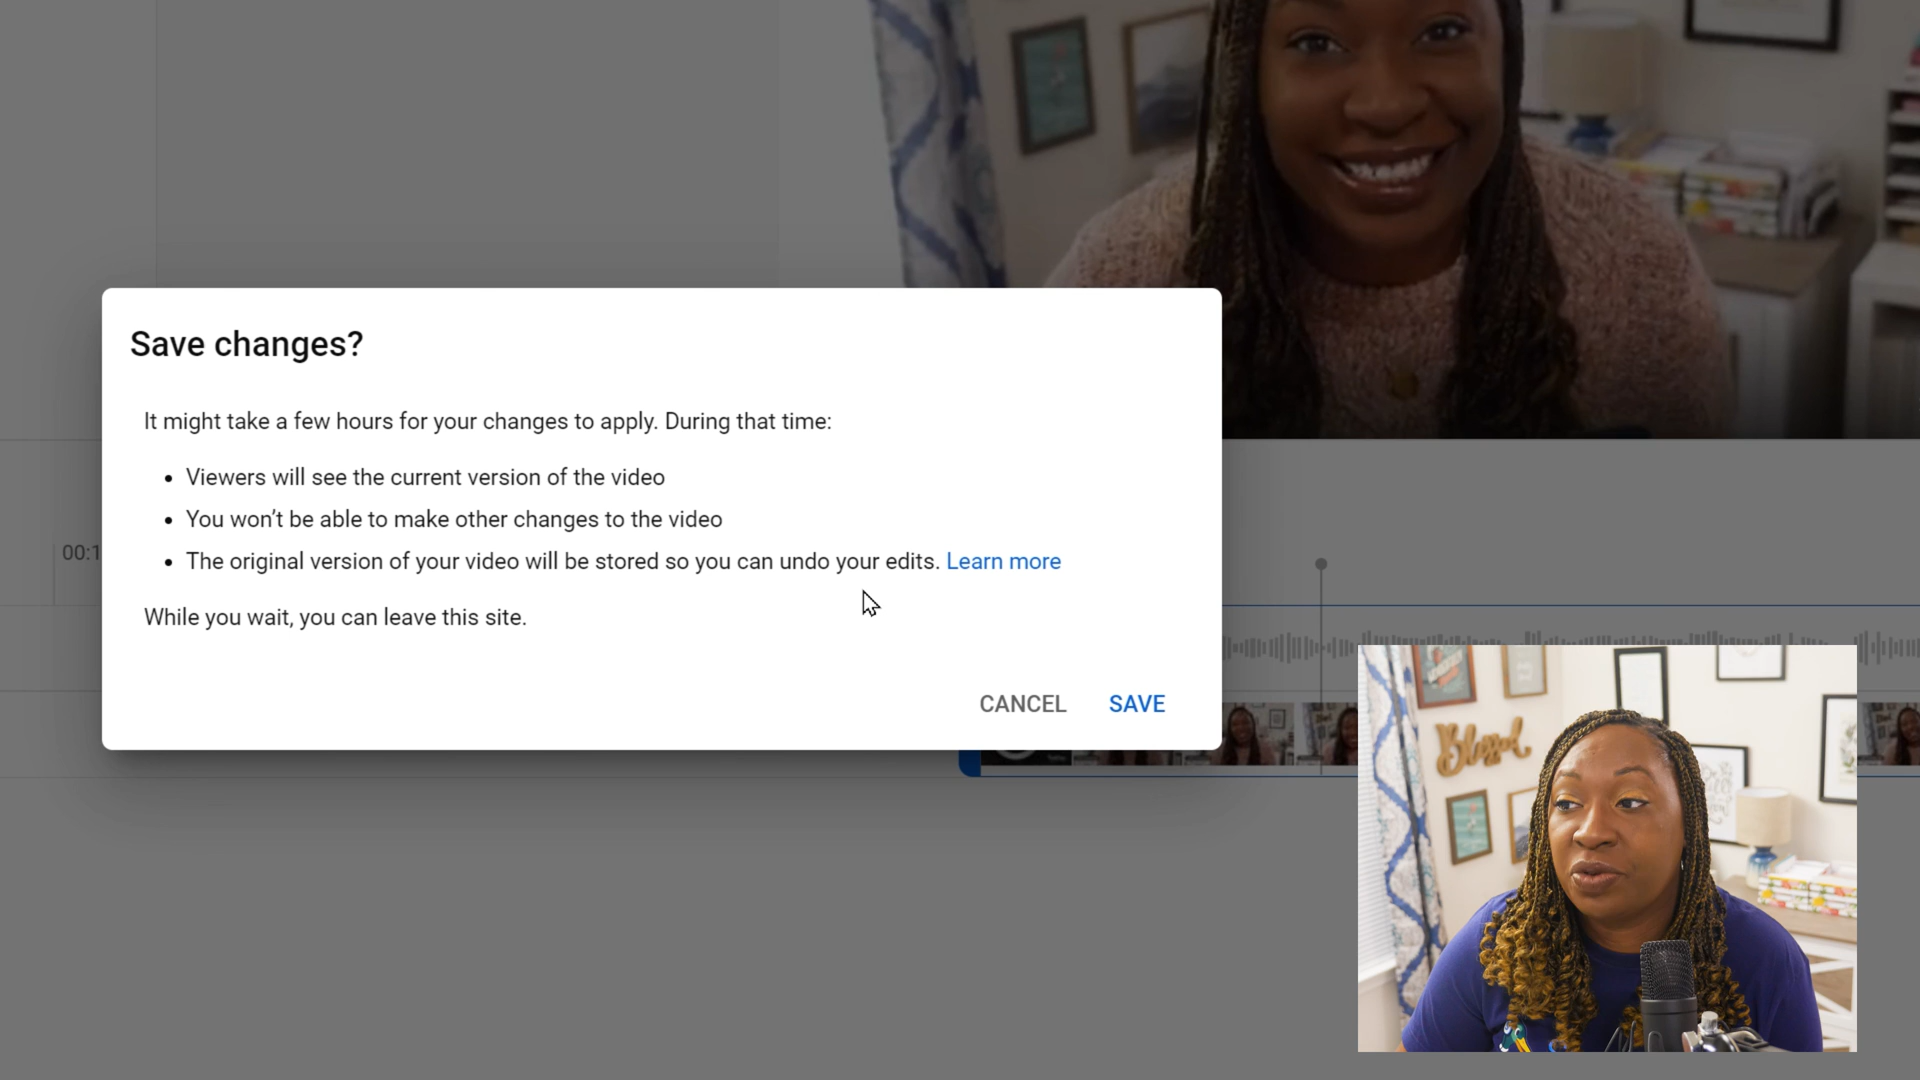 Save changes?
It might take a few hours for your changes to apply. During that time:
• Viewers will see the current version of the video
• You won’t be able to make other changes to the video
• The original version of your video will be stored so you can undo your edits. Learn more
While you wait, you can leave this site.
00:1
CANCEL SAVE
Blessed